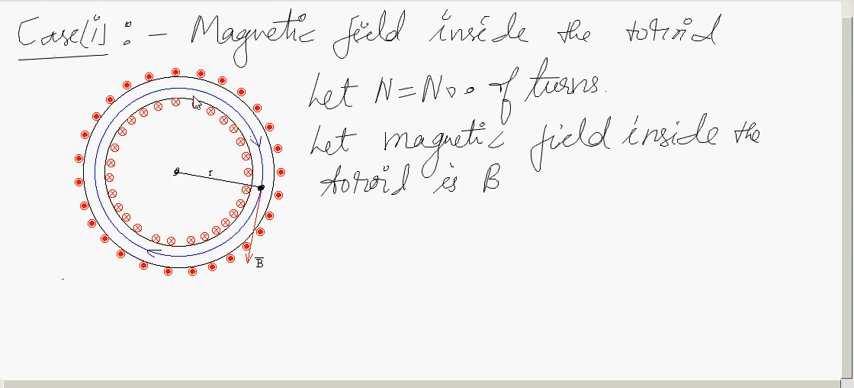 Case(i) :- Magnetic field inside the toroid
Let N = No. of turns.
Let magnetic field inside the
toroid is B
r
B